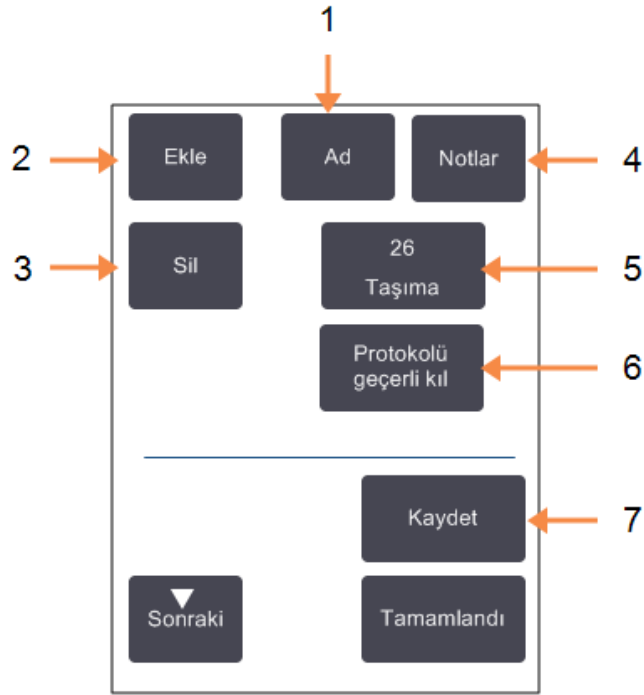 1
2
Ekle
Ad
Notlar
4
3
Sil
26
Taşıma
5
Protokolü
geçerli kıl
6
Kaydet
7
Sonraki
Tamamlandı